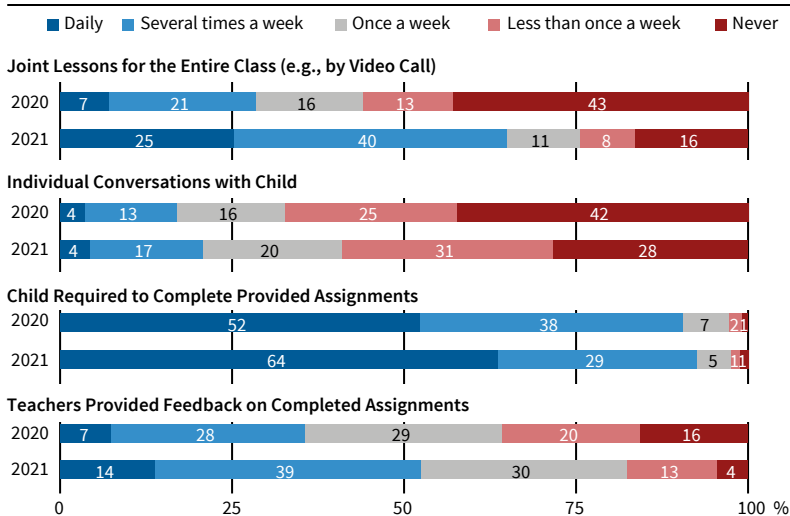 Daily Several times a week Once a week Less than once a week Never
Joint Lessons for the Entire Class (e.g., by Video Call)
2020 7 21 16 13 43
2021 25 40 11 8 16
Individual Conversations with Child
2020 4 13 16 25 42
2021 4 17 20 31 28
Child Required to Complete Provided Assignments
2020 52 38 7 2 1
2021 64 29 5 1 1
Teachers Provided Feedback on Completed Assignments
2020 7 28 29 20 16
2021 14 39 30 13 4
0 25 50 75 100 %